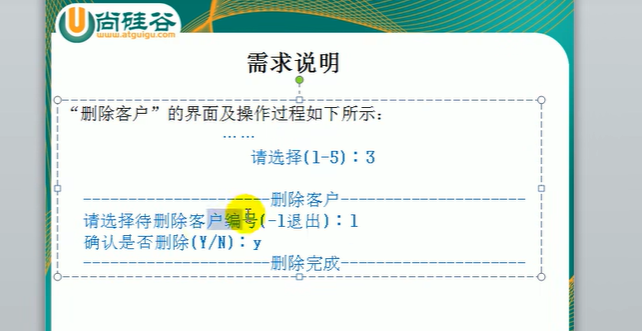 尚硅谷
www.atguigu.com
需求说明
“删除客户”的界面及操作过程如下所示：
……
请选择(1-5)：3
---------------------删除客户---------------------
请选择待删除客户编号(-1退出)：1
确认是否删除(Y/N)：y
---------------------删除完成---------------------